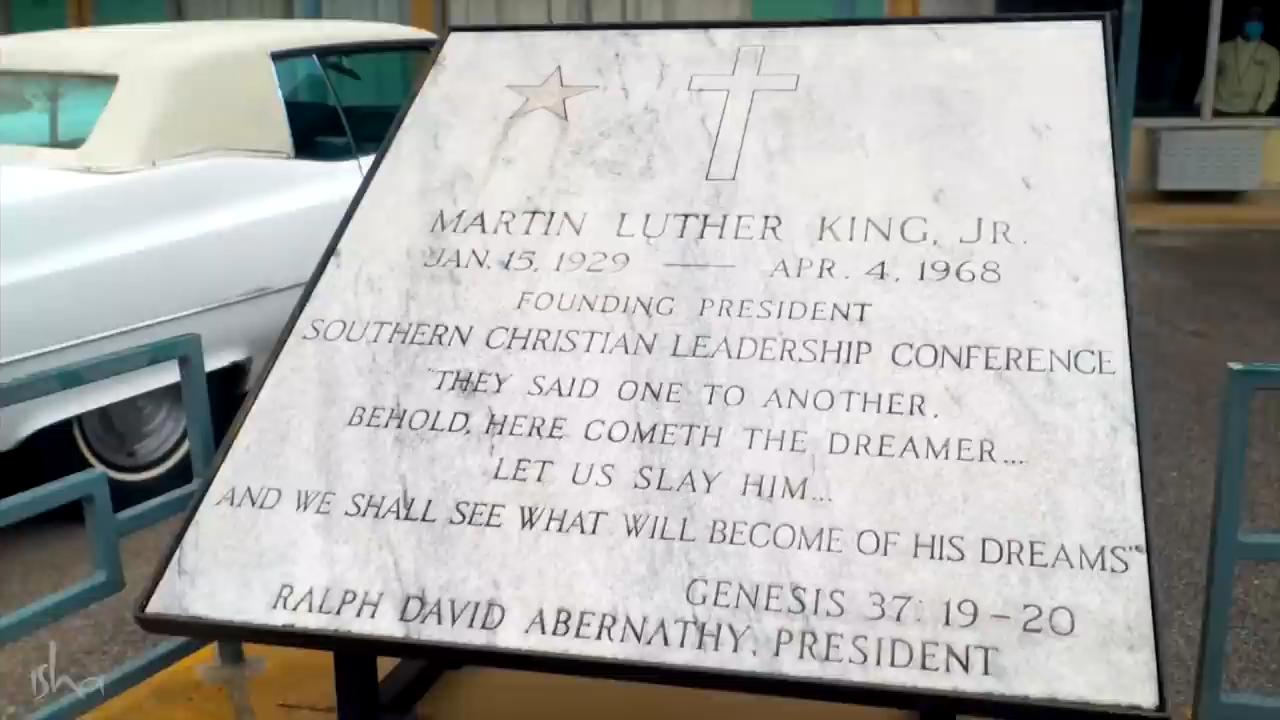 MARTIN LUTHER KING, JR.
JAN. 15, 1929 — APR. 4, 1968
FOUNDING PRESIDENT
SOUTHERN CHRISTIAN LEADERSHIP CONFERENCE
"THEY SAID ONE TO ANOTHER,
BEHOLD, HERE COMETH THE DREAMER...
LET US SLAY HIM...
AND WE SHALL SEE WHAT WILL BECOME OF HIS DREAMS"
GENESIS 37: 19-20
RALPH DAVID ABERNATHY, PRESIDENT
isha